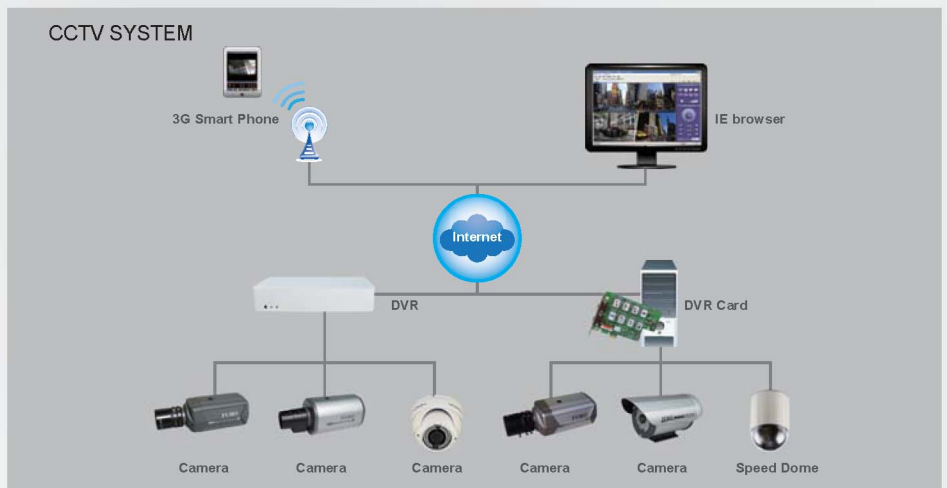 CCTV SYSTEM
3G Smart Phone
IE browser
Internet
DVR
DVR Card
Camera
Camera
Camera
Camera
Camera
Speed Dome